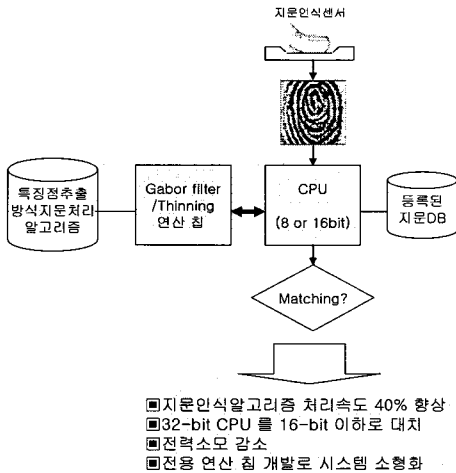 지문인식센서
특징점추출
방식지문처리
알고리즘
Gabor filter
/Thinning
연산 칩
CPU
(8 or 16bit)
등록된
지문DB
Matching?
▣지문인식알고리즘 처리속도 40% 향상
▣32-bit CPU 를 16-bit 이하로 대치
▣전력소모 감소
▣전용 연산 칩 개발로 시스템 소형화